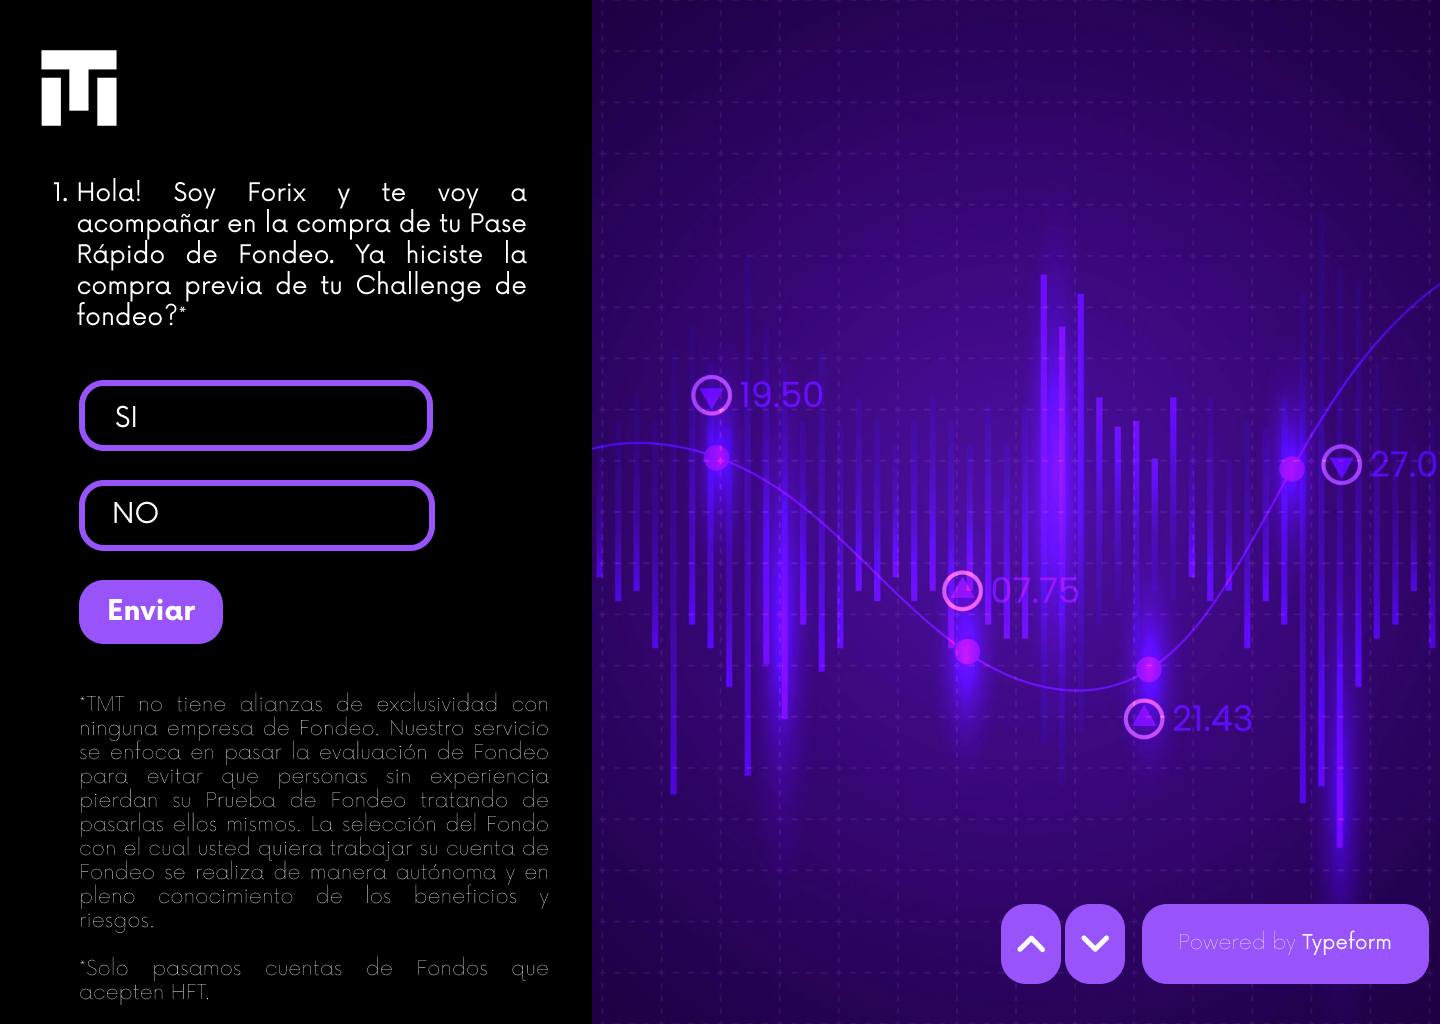 1. Hola! Soy Forix y te voy a
acompañar en la compra de tu Pase
Rápido de Fondeo. Ya hiciste la
compra previa de tu Challenge de
fondeo?*
SI
NO
Enviar
*TMT no tiene alianzas de exclusividad con
ninguna empresa de Fondeo. Nuestro servicio
se enfoca en pasar la evaluación de Fondeo
para evitar que personas sin experiencia
pierdan su Prueba de Fondeo tratando de
pasarlas ellos mismos. La selección del Fondo
con el cual usted quiera trabajar su cuenta de
Fondeo se realiza de manera autónoma y en
pleno conocimiento de los beneficios y
riesgos.
*Solo pasamos cuentas de Fondos que
acepten HFT.
19.50
27.0
07.75
21.43
Powered by Typeform